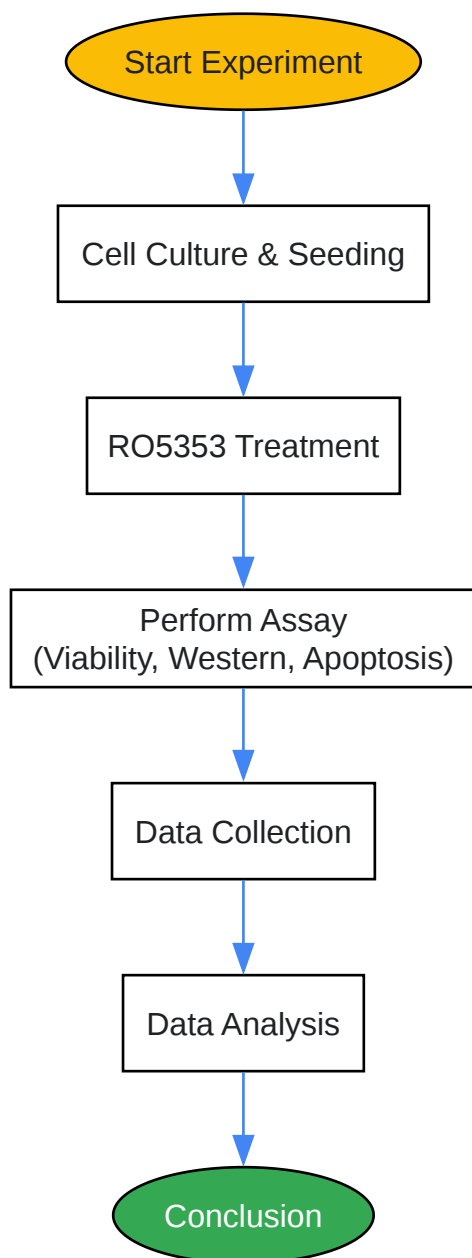 Start Experiment
Cell Culture & Seeding
RO5353 Treatment
Perform Assay
(Viability, Western, Apoptosis)
Data Collection
Data Analysis
Conclusion